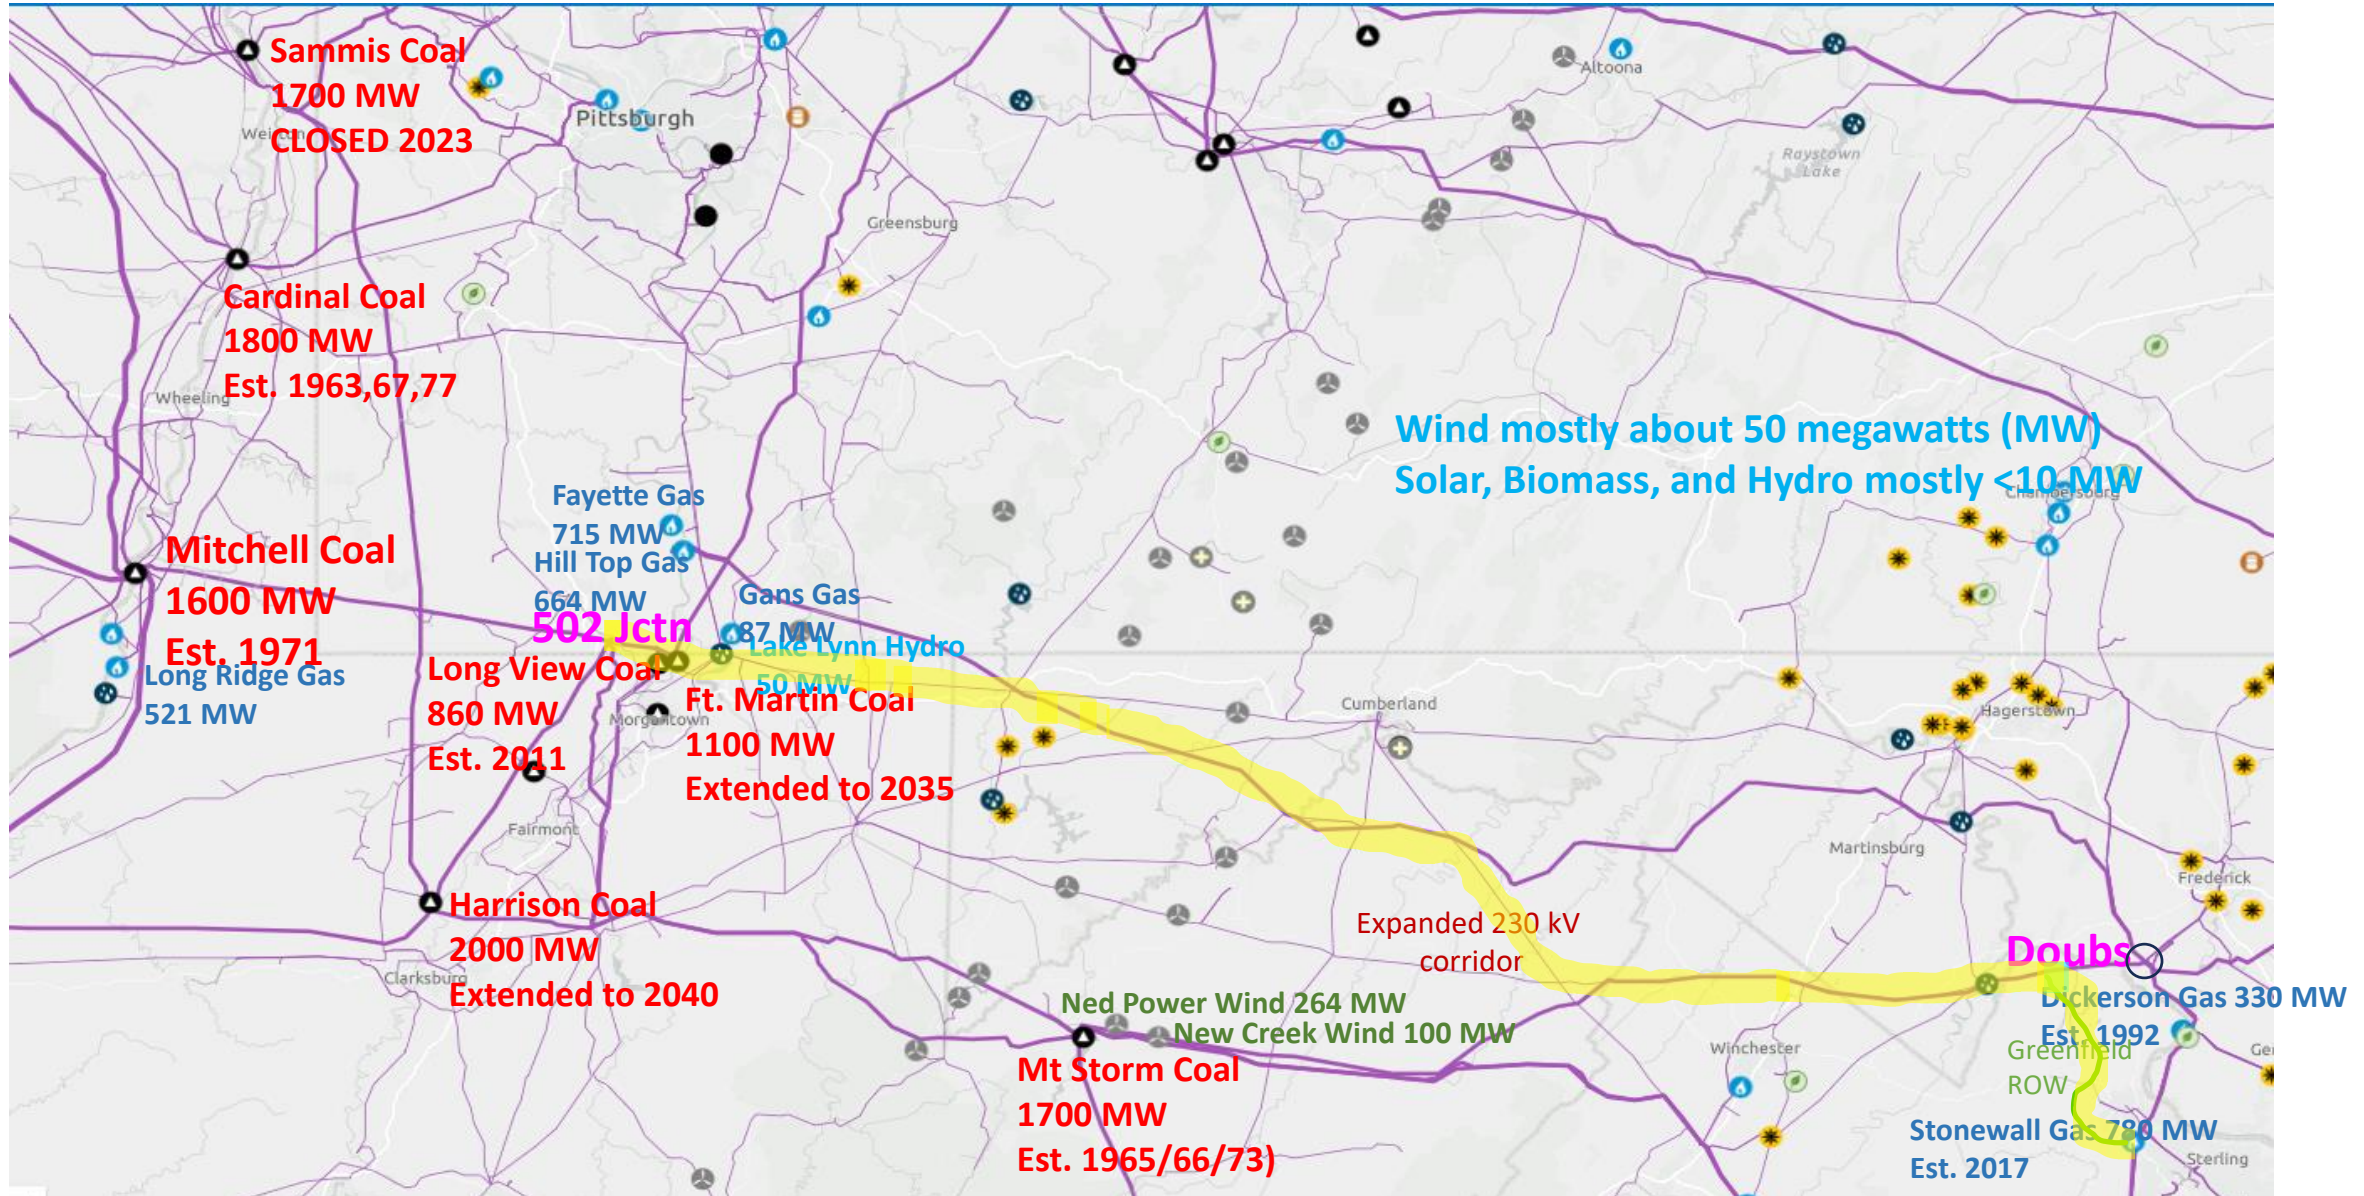 Sammis Coal
1700 MW
CLOSED 2023
Weirton
Pittsburgh
Altoona
Raystown
Lake
Greensburg
Cardinal Coal
1800 MW
Est. 1963,67,77
Wheeling
Wind mostly about 50 megawatts (MW)
Solar, Biomass, and Hydro mostly <10 MW
Chambersburg
Fayette Gas
715 MW
Hill Top Gas
664 MW
Mitchell Coal
1600 MW
Est. 1971
Gans Gas
87 MW
502 Jctn
Lake Lynn Hydro
50 MW
Long Ridge Gas
521 MW
Long View Coal
860 MW
Est. 2011
Morgantown
Ft. Martin Coal
1100 MW
Extended to 2035
Cumberland
Hagerstown
Fairmont
Martinsburg
Frederick
Harrison Coal
2000 MW
Extended to 2040
Clarksburg
Expanded 230 kV
corridor
Doubs
Dickerson Gas 330 MW
Est. 1992
Ned Power Wind 264 MW
New Creek Wind 100 MW
Mt Storm Coal
1700 MW
Est. 1965/66/73)
Winchester
Greenfield
ROW
Ger
Stonewall Gas 780 MW
Est. 2017
Sterling